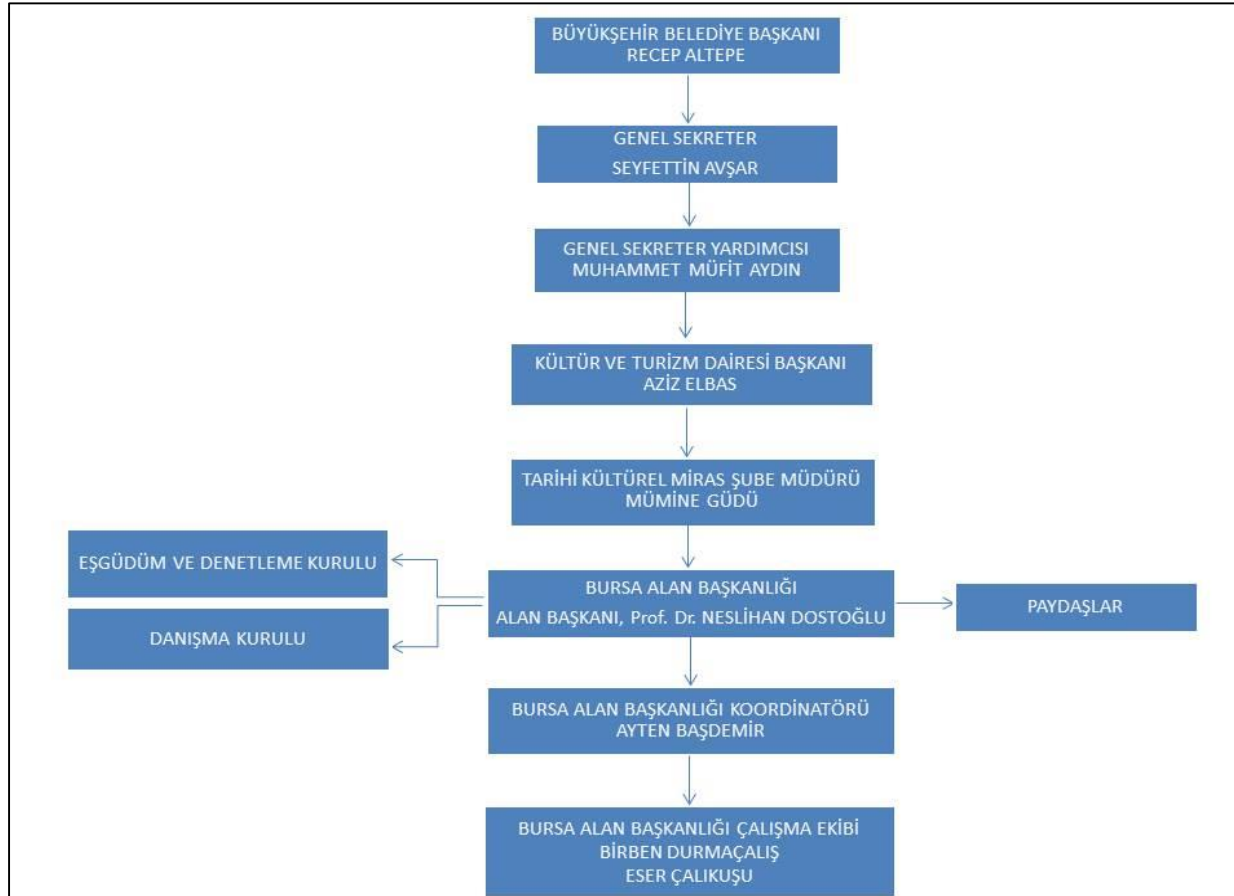 BÜYÜKŞEHİR BELEDİYE BAŞKANI
RECEP ALTEPE
GENEL SEKRETER
SEYFETTİN AVŞAR
GENEL SEKRETER YARDIMCISI
MUHAMMET MÜFİT AYDIN
KÜLTÜR VE TURİZM DAİRESİ BAŞKANI
AZİZ ELBAS
TARİHİ KÜLTÜREL MİRAS ŞUBE MÜDÜRÜ
MÜMİNE GÜDÜ
EŞGÜDÜM VE DENETLEME KURULU
DANIŞMA KURULU
BURSA ALAN BAŞKANLIĞI
ALAN BAŞKANI, Prof. Dr. NESLİHAN DOSTOĞLU
PAYDAŞLAR
BURSA ALAN BAŞKANLIĞI KOORDİNATÖRÜ
AYTEN BAŞDEMİR
BURSA ALAN BAŞKANLIĞI ÇALIŞMA EKİBİ
BİRBEN DURMAÇALIŞ
ESER ÇALIKUŞU